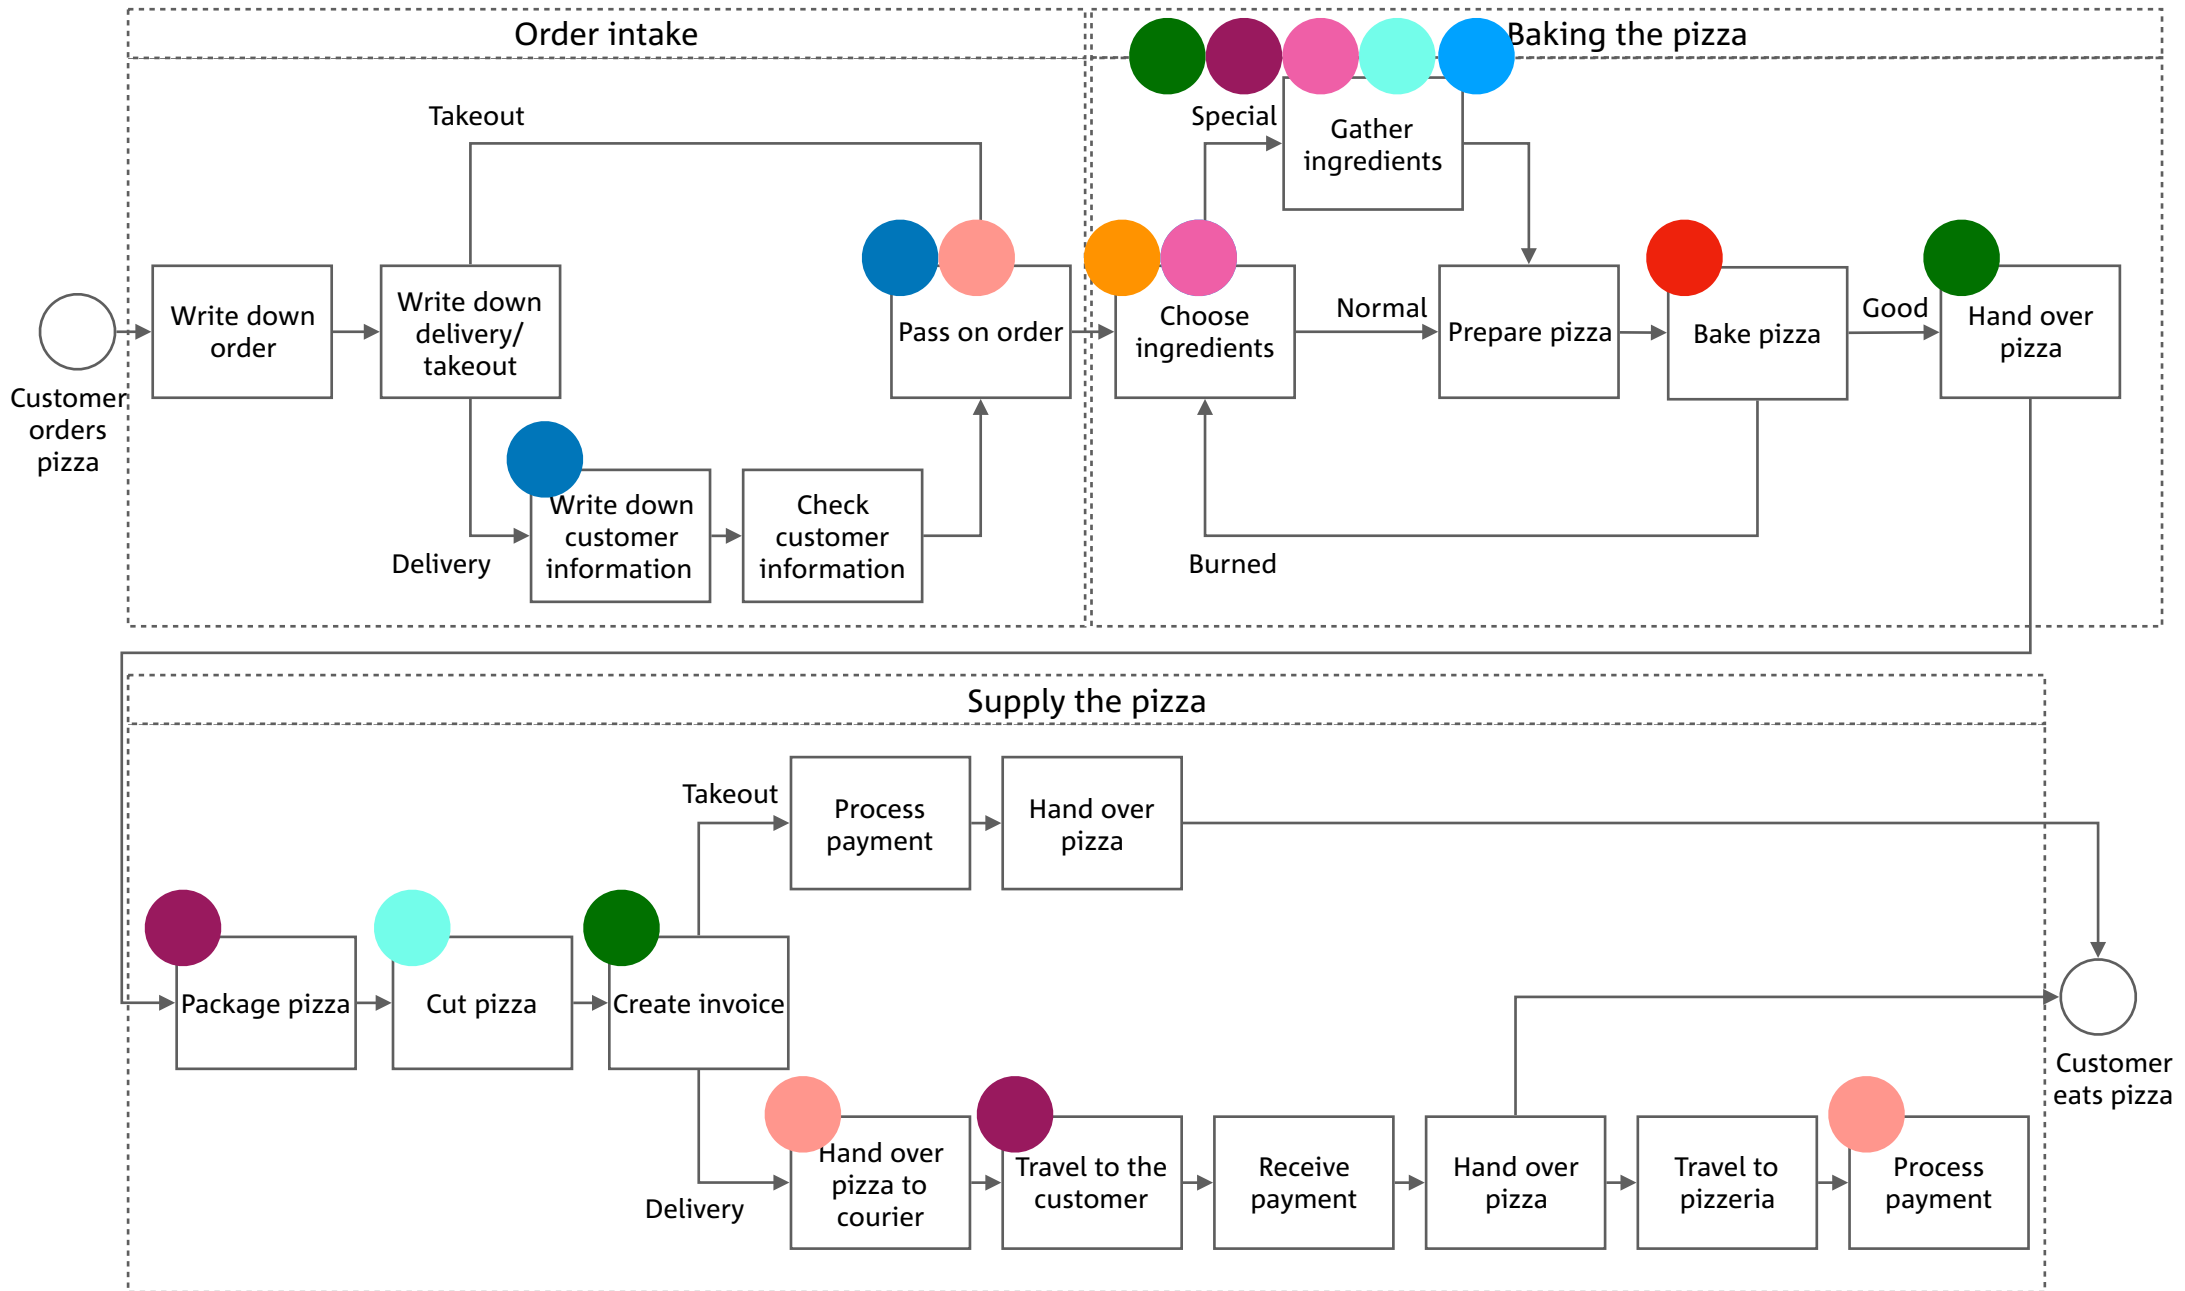 Order intake
Baking the pizza
Takeout
Special
Gather
ingredients
Customer
orders
pizza
Write down
order
Write down
delivery/
takeout
Pass on order
Choose
ingredients
Normal
Prepare pizza
Bake pizza
Good
Hand over
pizza
Delivery
Write down
customer
information
Check
customer
information
Burned
Supply the pizza
Takeout
Process
payment
Hand over
pizza
Package pizza
Cut pizza
Create invoice
Customer
eats pizza
Delivery
Hand over
pizza to
courier
Travel to the
customer
Receive
payment
Hand over
pizza
Travel to
pizzeria
Process
payment